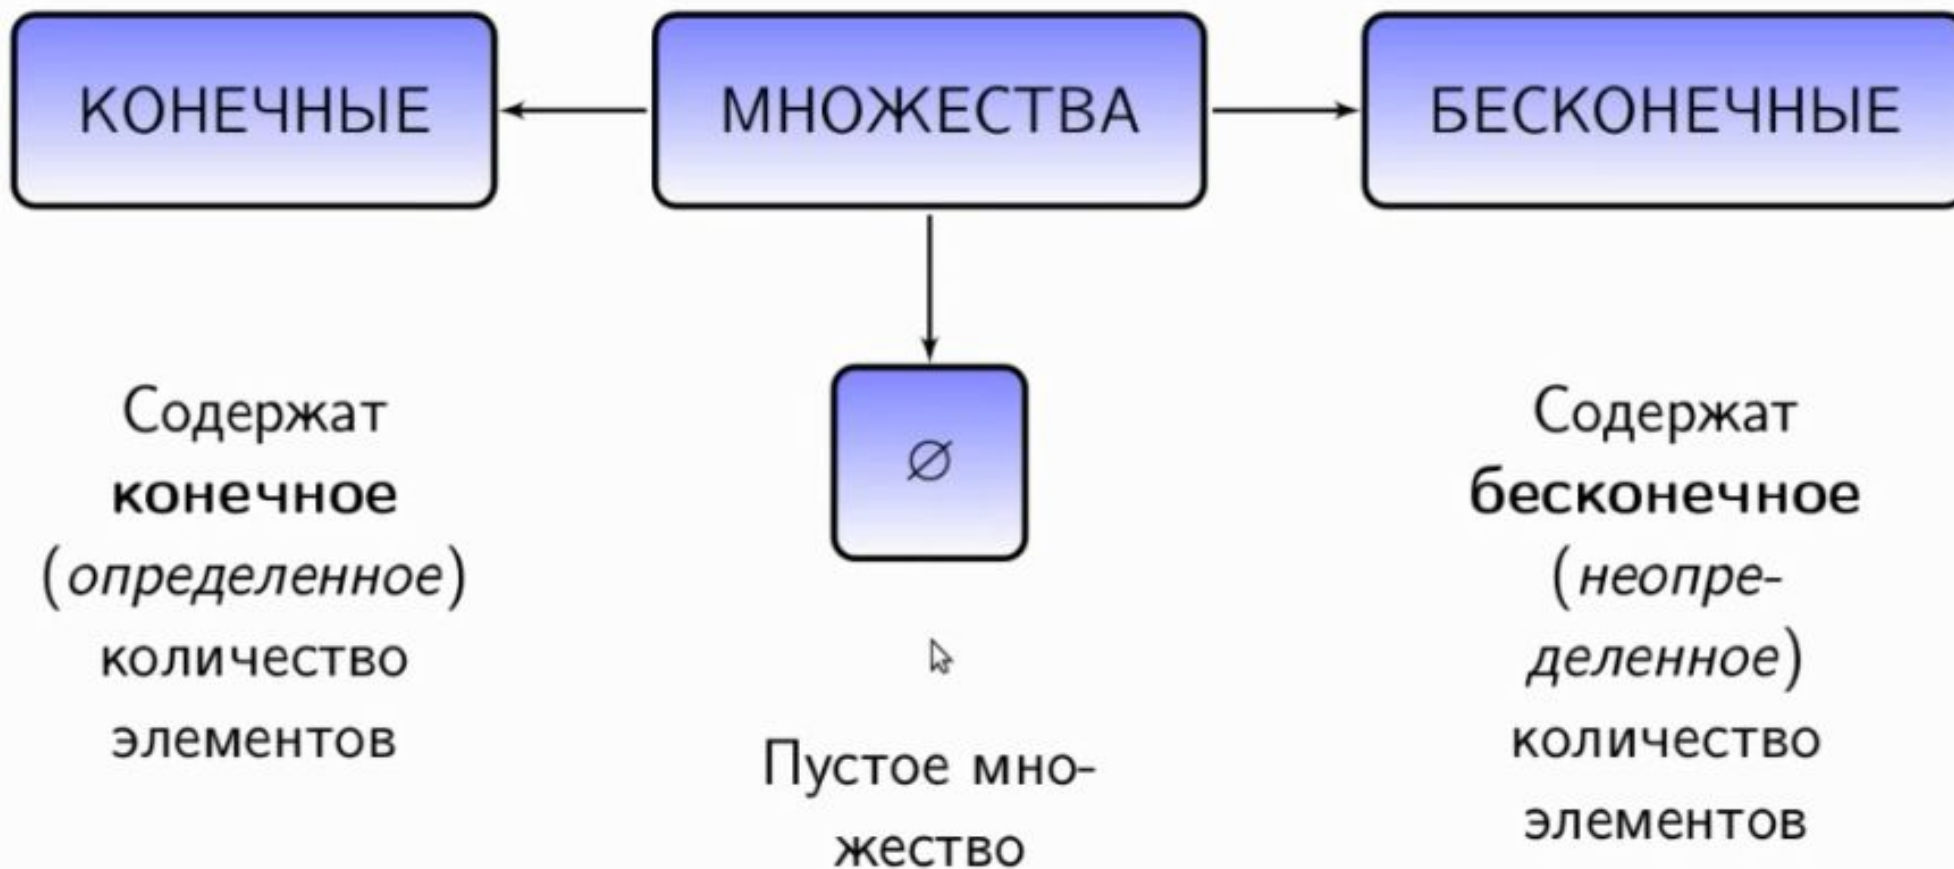 КОНЕЧНЫЕ
МНОЖЕСТВА
БЕСКОНЕЧНЫЕ
Содержат
конечное
(определенное)
количество
элементов
∅
Пустое мно-
жество
Содержат
бесконечное
(неопре-
деленное)
количество
элементов